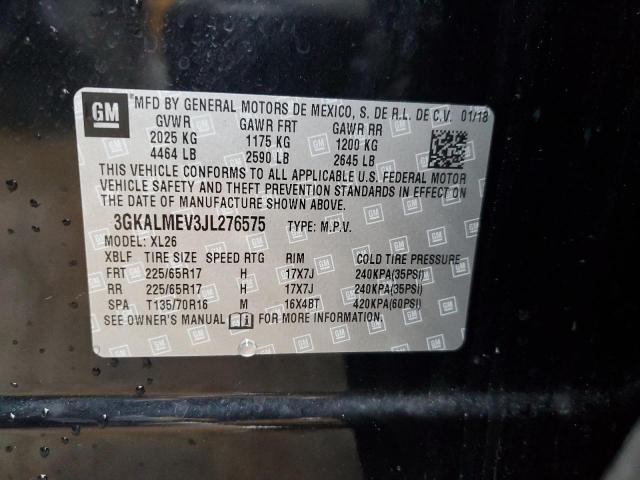 GM
MFD BY GENERAL MOTORS DE MEXICO, S. DE R.L. DE C.V. 01/18
GVWR GAWR FRT GAWR RR
2025 KG 1175 KG 1200 KG
4464 LB 2590 LB 2645 LB
THIS VEHICLE CONFORMS TO ALL APPLICABLE U.S. FEDERAL MOTOR
VEHICLE SAFETY AND THEFT PREVENTION STANDARDS IN EFFECT ON
THE DATE OF MANUFACTURE SHOWN ABOVE.
3GKALMEV3JL276575 TYPE: M.P.V.
MODEL: XL26
XBLF TIRE SIZE SPEED RTG RIM COLD TIRE PRESSURE
FRT 225/65R17 H 17X7J 240KPA(35PSI)
RR 225/65R17 H 17X7J 240KPA(35PSI)
SPA T135/70R16 M 16X4BT 420KPA(60PSI)
SEE OWNER'S MANUAL FOR MORE INFORMATION.